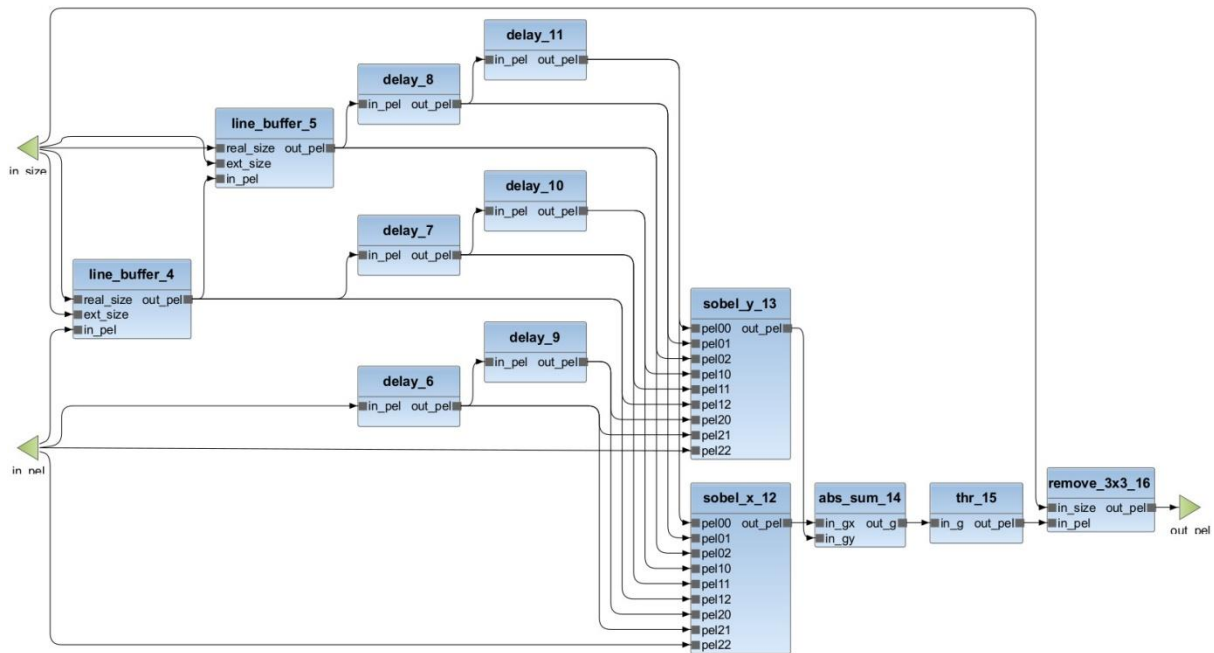 delay_11
in_pel out_pel
delay_8
in_pel out_pel
line_buffer_5
real_size out_pel
ext_size
in_pel
in_size
delay_10
in_pel out_pel
delay_7
in_pel out_pel
line_buffer_4
real_size out_pel
ext_size
in_pel
delay_9
in_pel out_pel
delay_6
in_pel out_pel
in_pel
sobel_y_13
pel00 out_pel
pel01
pel02
pel10
pel11
pel12
pel20
pel21
pel22
sobel_x_12
pel00 out_pel
pel01
pel02
pel10
pel11
pel12
pel20
pel21
pel22
abs_sum_14
in_gx out_g
in_gy
thr_15
in_g out_pel
remove_3x3_16
in_size out_pel
in_pel
out_pel